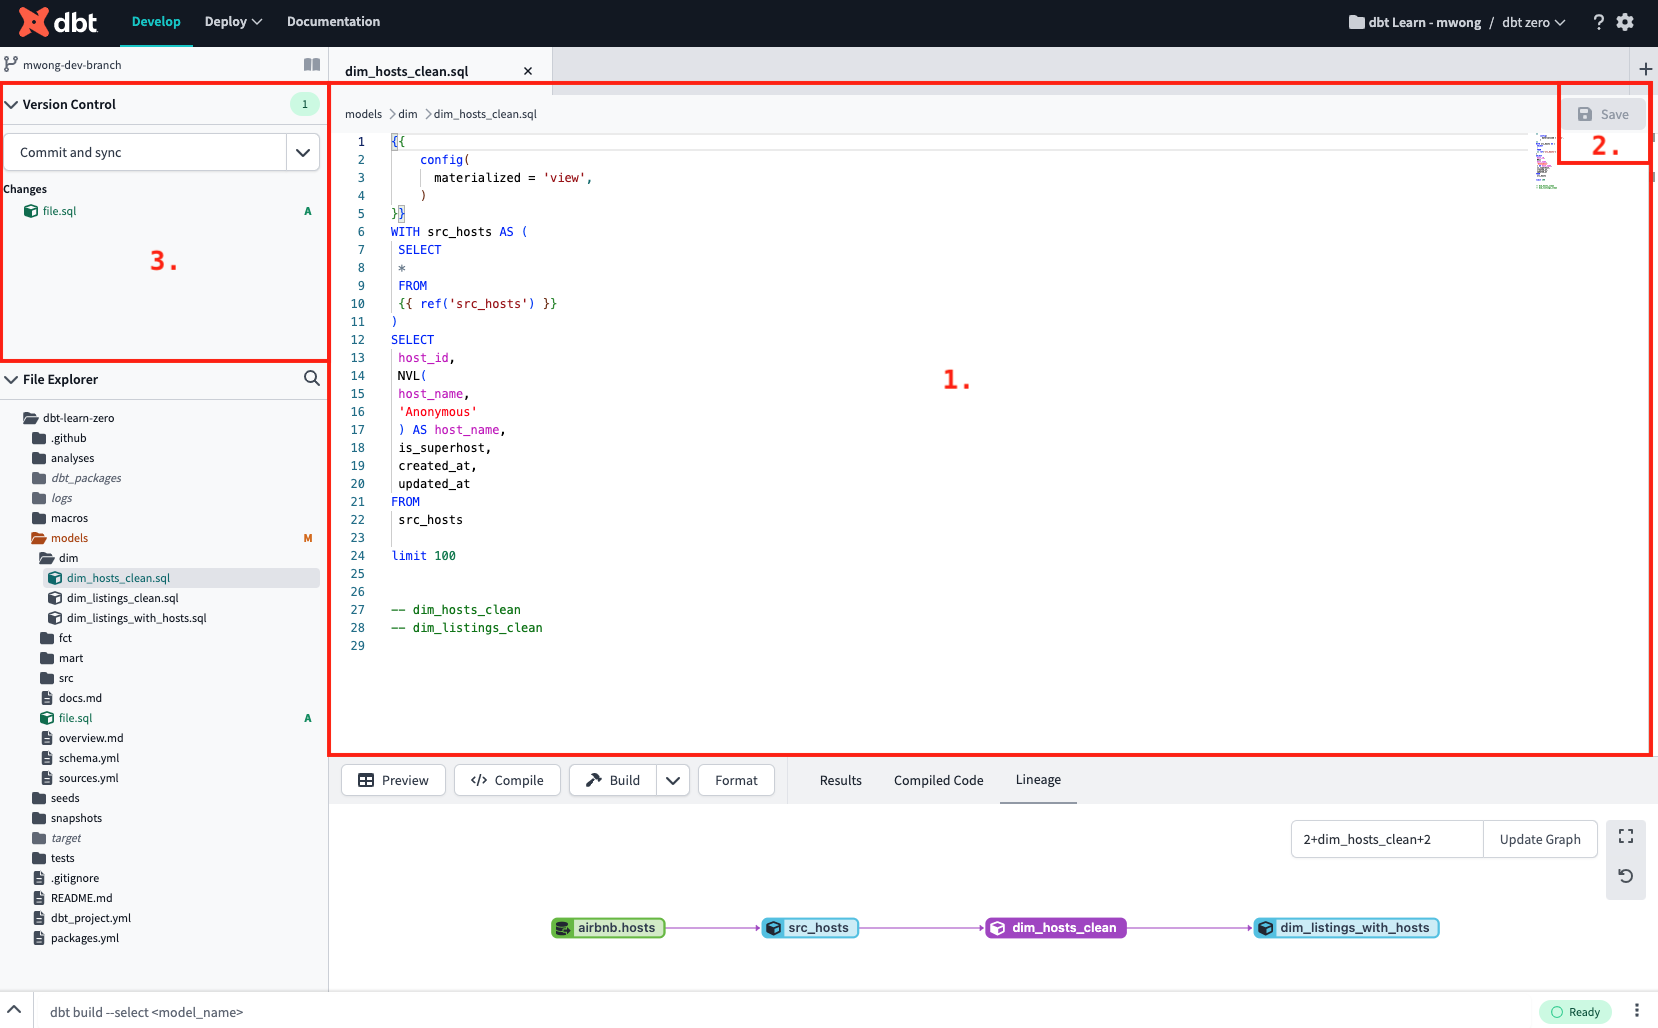 dbt
Develop
Deploy
Documentation
dbt Learn - mwong / dbt zero
?
mwong-dev-branch
dim_hosts_clean.sql ×
+
Version Control 1
Commit and sync
Changes
file.sql A
3.
models > dim > dim_hosts_clean.sql
Save
2.
1 {{
2 config(
3 materialized = 'view',
4 )
5 }}
6 WITH src_hosts AS (
7 SELECT
8 *
9 FROM
10 {{ ref('src_hosts') }}
11 )
12 SELECT
13 host_id,
14 NVL(
15 host_name,
16 'Anonymous'
17 ) AS host_name,
18 is_superhost,
19 created_at,
20 updated_at
21 FROM
22 src_hosts
23
24 limit 100
25
26
27 -- dim_hosts_clean
28 -- dim_listings_clean
29
1.
File Explorer
dbt-learn-zero
.github
analyses
dbt_packages
logs
macros
models M
dim
dim_hosts_clean.sql
dim_listings_clean.sql
dim_listings_with_hosts.sql
fct
mart
src
docs.md
file.sql A
overview.md
schema.yml
sources.yml
seeds
snapshots
target
tests
.gitignore
README.md
dbt_project.yml
packages.yml
Preview
</> Compile
Build
Format
Results
Compiled Code
Lineage
2+dim_hosts_clean+2
Update Graph
airbnb.hosts
src_hosts
dim_hosts_clean
dim_listings_with_hosts
dbt build --select <model_name>
Ready